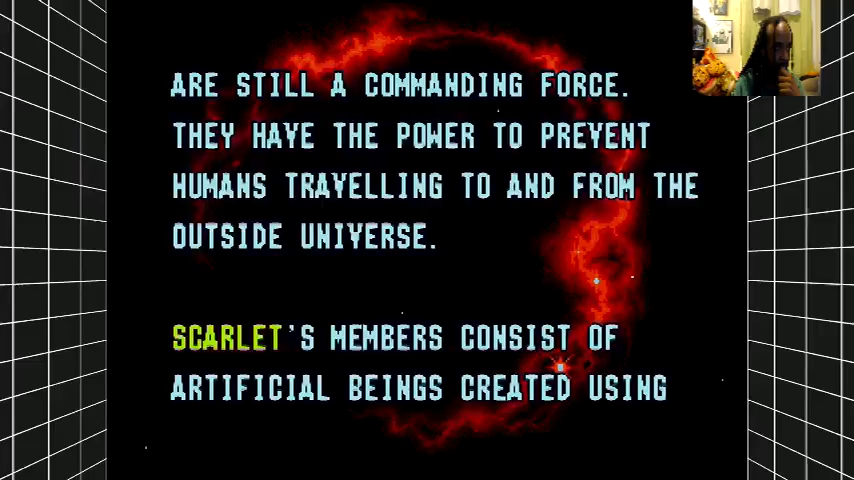 ARE STILL A COMMANDING FORCE.
THEY HAVE THE POWER TO PREVENT
HUMANS TRAVELLING TO AND FROM THE
OUTSIDE UNIVERSE.
SCARLET'S MEMBERS CONSIST OF
ARTIFICIAL BEINGS CREATED USING